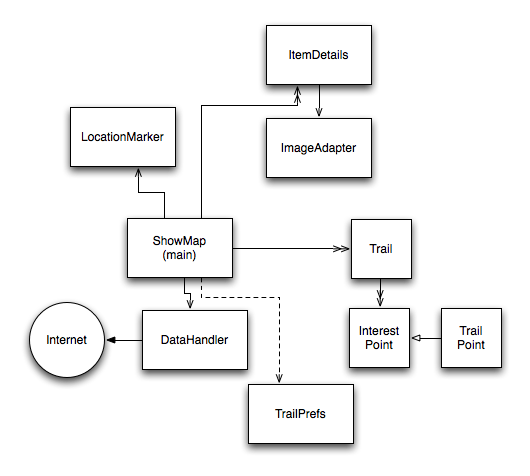 ItemDetails
LocationMarker
ImageAdapter
ShowMap
(main)
Trail
Internet
DataHandler
Interest
Point
Trail
Point
TrailPrefs